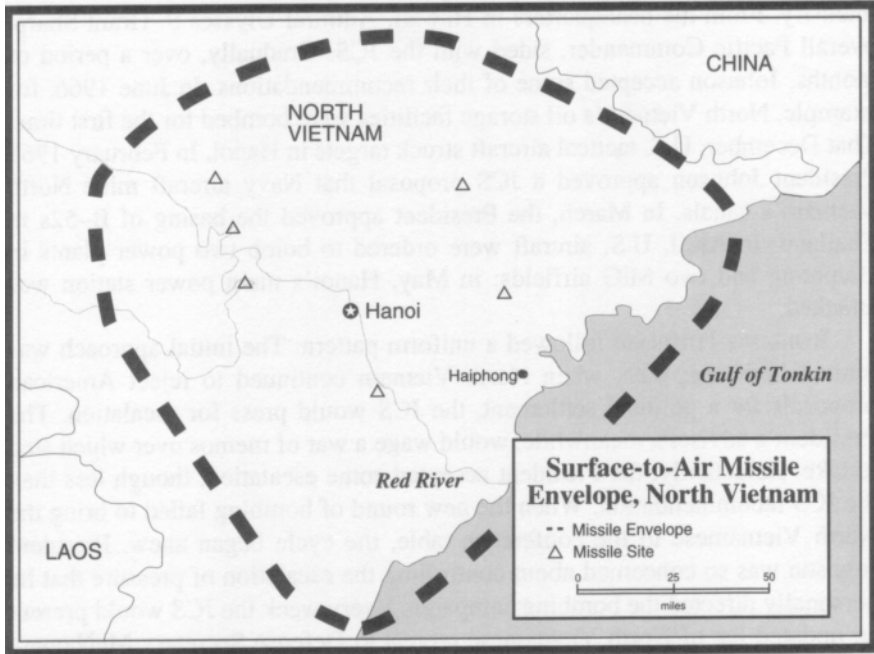 CHINA
NORTH
VIETNAM
Hanoi
Haiphong
Gulf of Tonkin
Red River
LAOS
Surface-to-Air Missile
Envelope, North Vietnam
-- Missile Envelope
△ Missile Site
0 25 50
miles